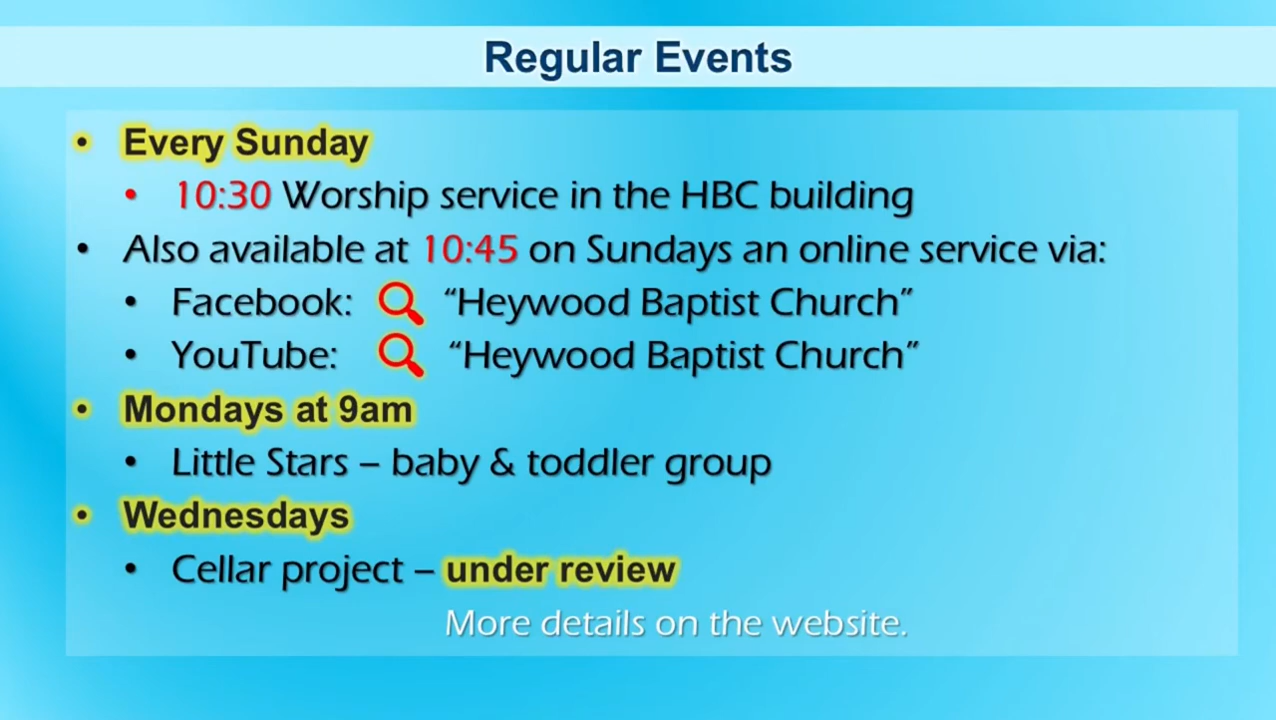 Regular Events
• Every Sunday
• 10:30 Worship service in the HBC building
• Also available at 10:45 on Sundays an online service via:
• Facebook: “Heywood Baptist Church”
• YouTube: “Heywood Baptist Church”
• Mondays at 9am
• Little Stars – baby & toddler group
• Wednesdays
• Cellar project – under review
More details on the website.